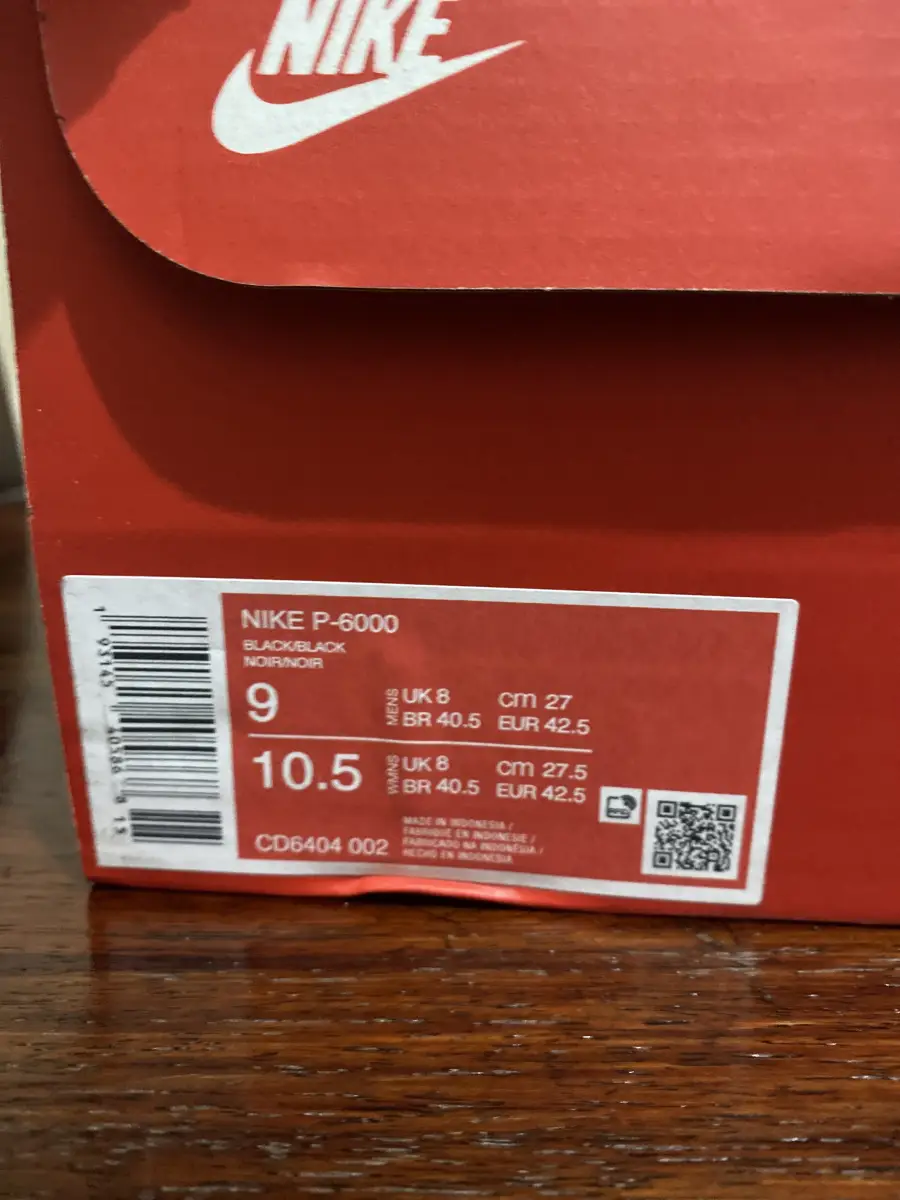 NIKE
NIKE P-6000
BLACK/BLACK
NOIR/NOIR
9 MENS UK 8 cm 27
BR 40.5 EUR 42.5
10.5 WMNS UK 8 cm 27.5
BR 40.5 EUR 42.5
CD6404 002
MADE IN INDONESIA /
FABRIQUE EN INDONESIE /
FABRICADO NA INDONÉSIA /
HECHO EN INDONESIA